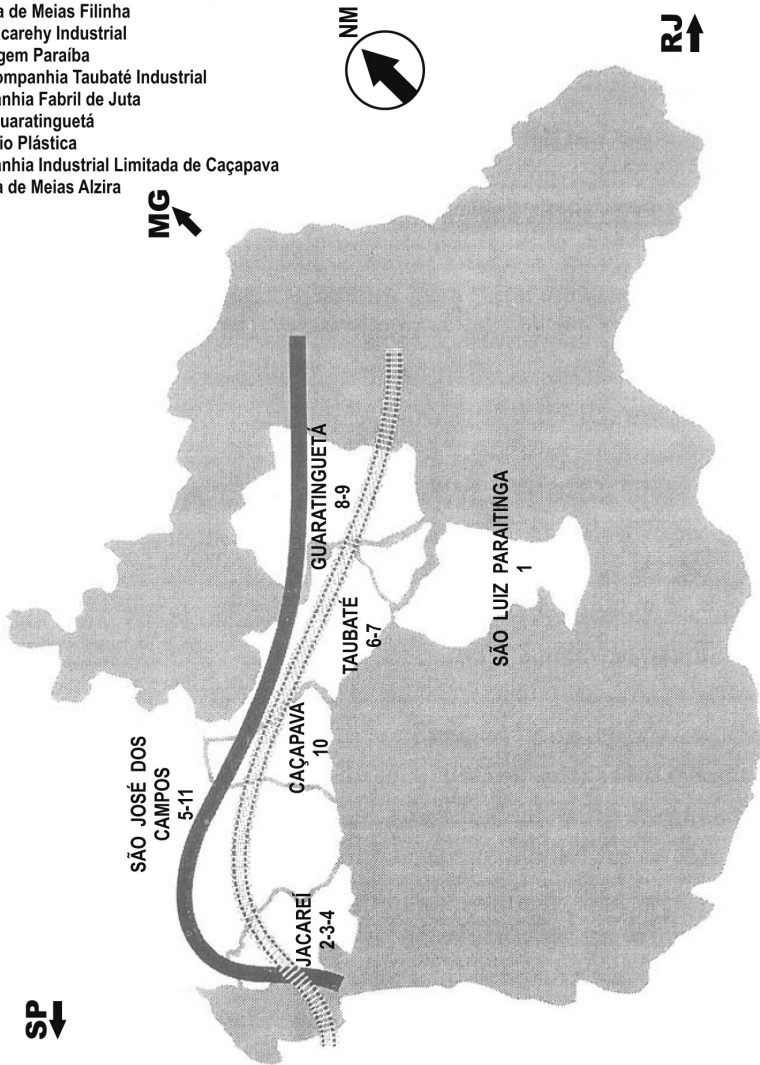 a de Meias Filinha
carehy Industrial
gem Paraíba
ompanhia Taubaté Industrial
anhia Fabril de Juta
uaratinguetá
io Plástica
anhia Industrial Limitada de Caçapava
a de Meias Alzira
NM
RJ
MG
SP
GUARATINGUETÁ
8-9
SÃO LUIZ PARAITINGA
1
TAUBATÉ
6-7
CAÇAPAVA
10
SÃO JOSÉ DOS
CAMPOS
5-11
JACAREÍ
2-3-4